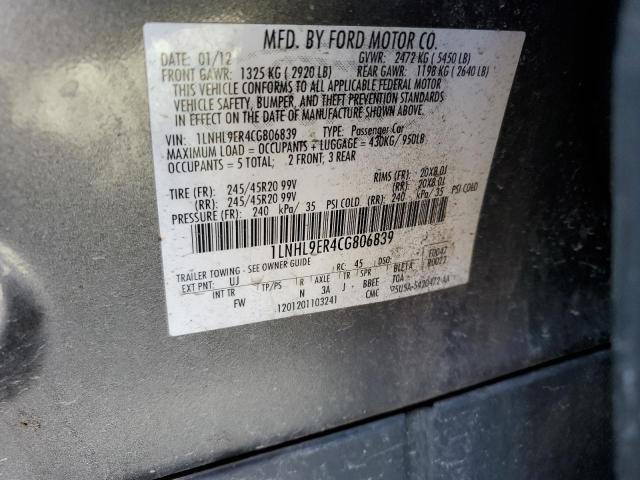 MFD. BY FORD MOTOR CO.
DATE: 01/12 GVWR: 2472 KG ( 5450 LB)
FRONT GAWR: 1325 KG ( 2920 LB) REAR GAWR: 1198 KG ( 2640 LB)
THIS VEHICLE CONFORMS TO ALL APPLICABLE FEDERAL MOTOR
VEHICLE SAFETY, BUMPER, AND THEFT PREVENTION STANDARDS
IN EFFECT ON THE DATE OF MANUFACTURE SHOWN ABOVE.
VIN: 1LNHL9ER4CG806839 TYPE: Passenger Car
MAXIMUM LOAD = OCCUPANTS + LUGGAGE = 430KG/ 950LB
OCCUPANTS = 5 TOTAL; 2 FRONT; 3 REAR
TIRE (FR): 245/45R20 99V RIMS (FR): 20X8.0J
(RR): 245/45R20 99V (RR): 20X8.0J
PRESSURE (FR): 240 kPa/ 35 PSI COLD (RR): 240 kPa/ 35 PSI COLD
1LNHL9ER4CG806839
TRAILER TOWING - SEE OWNER GUIDE RC: 45 DSO: F0047
EXT PNT: UJ R0023
INT TR TP/PS R AXLE TR SPR
FW N 3A J BBEE
1201201103241 CMC